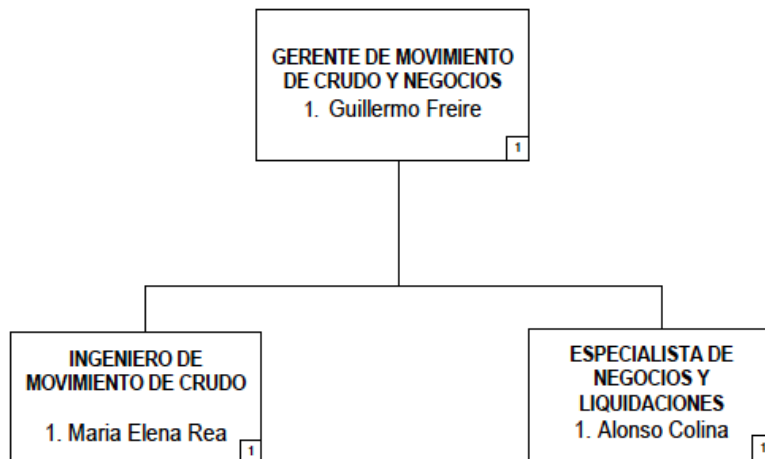 GERENTE DE MOVIMIENTO
DE CRUDO Y NEGOCIOS
1. Guillermo Freire
1
INGENIERO DE
MOVIMIENTO DE CRUDO
1. Maria Elena Rea
1
ESPECIALISTA DE
NEGOCIOS Y
LIQUIDACIONES
1. Alonso Colina
1